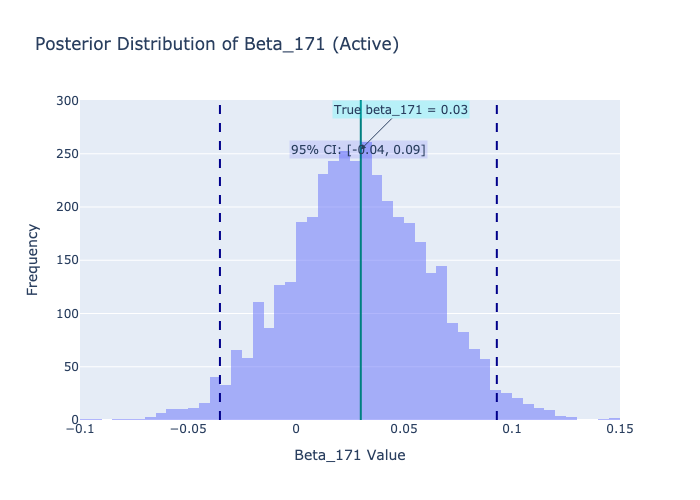 Posterior Distribution of Beta_171 (Active)
True beta_171 = 0.03
95% CI: [-0.04, 0.09]
300
250
200
150
100
50
0
Frequency
−0.1
−0.05
0
0.05
0.1
0.15
Beta_171 Value